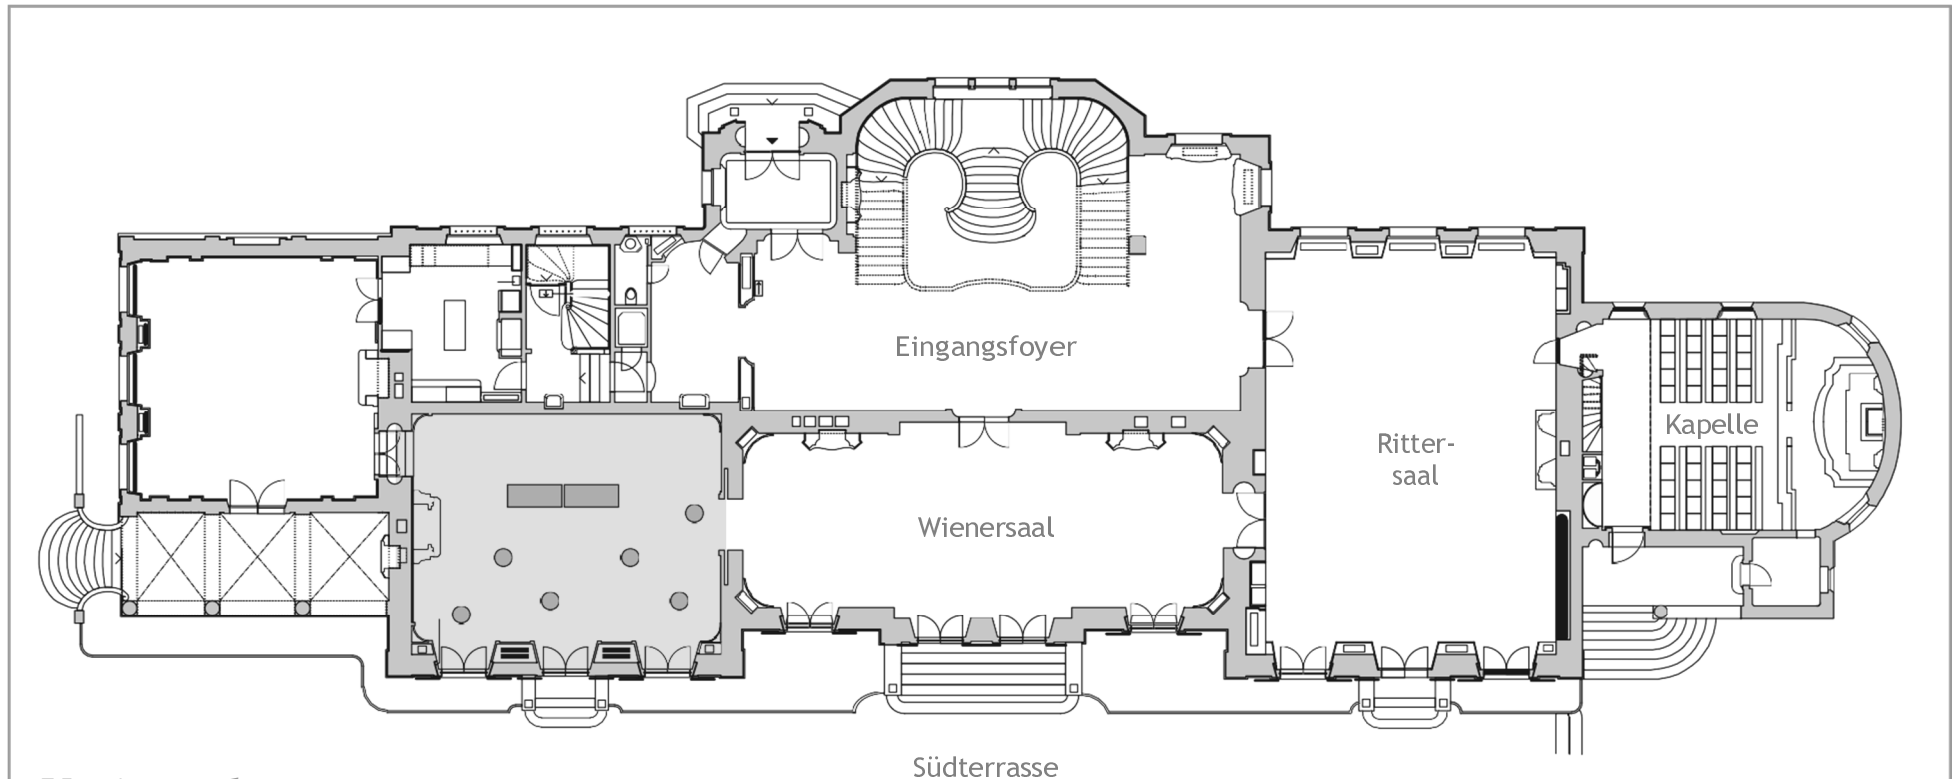 Eingangsfoyer
Kapelle
Ritter-
saal
Wienersaal
Südterrasse